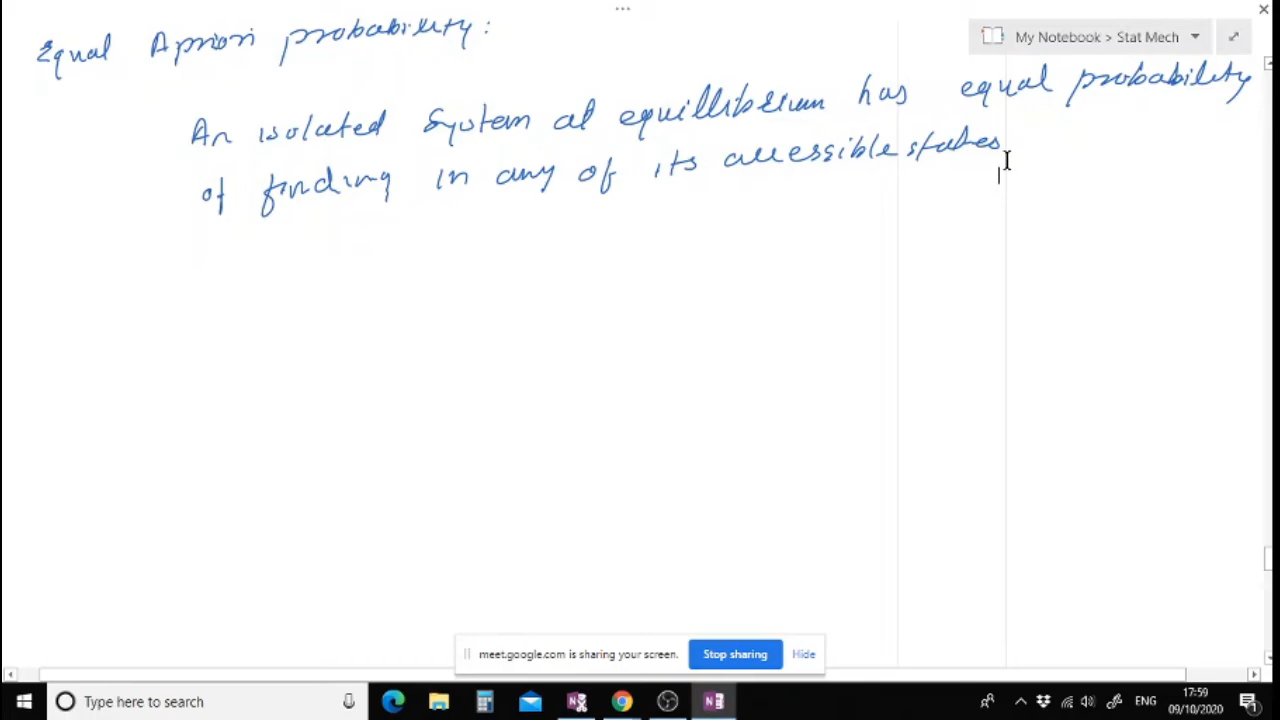 Equal Apriori probability:
My Notebook > Stat Mech
An isolated system at equillibrium has equal probability
of finding in any of its accessible states
meet.google.com is sharing your screen.
Stop sharing
Hide
Type here to search
ENG
17:59
09/10/2020
1